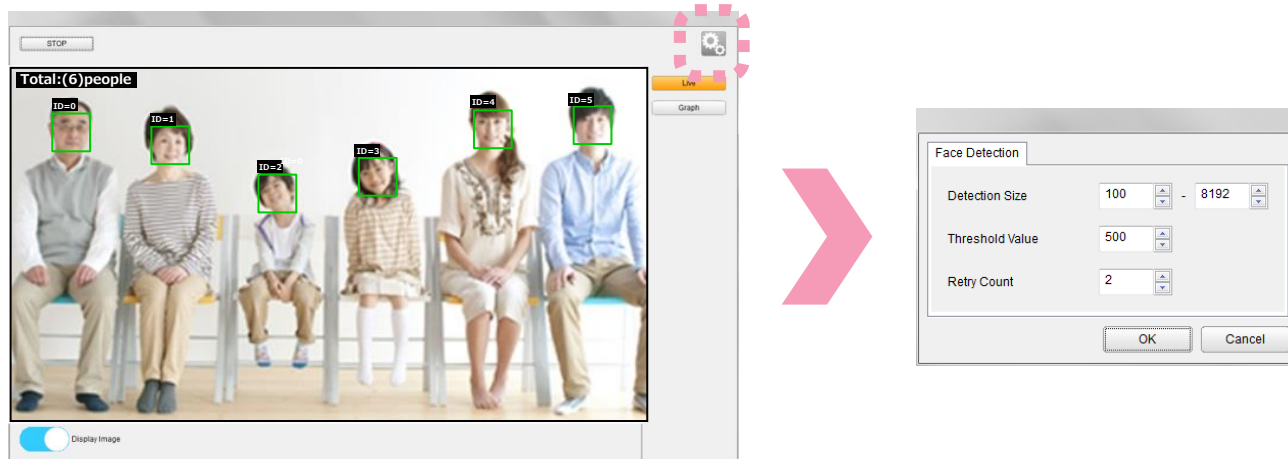 STOP
Total:(6)people
ID=0
ID=1
ID=2
ID=3
ID=4
ID=5
Live
Graph
Display Image
Face Detection
Detection Size 100 - 8192
Threshold Value 500
Retry Count 2
OK Cancel